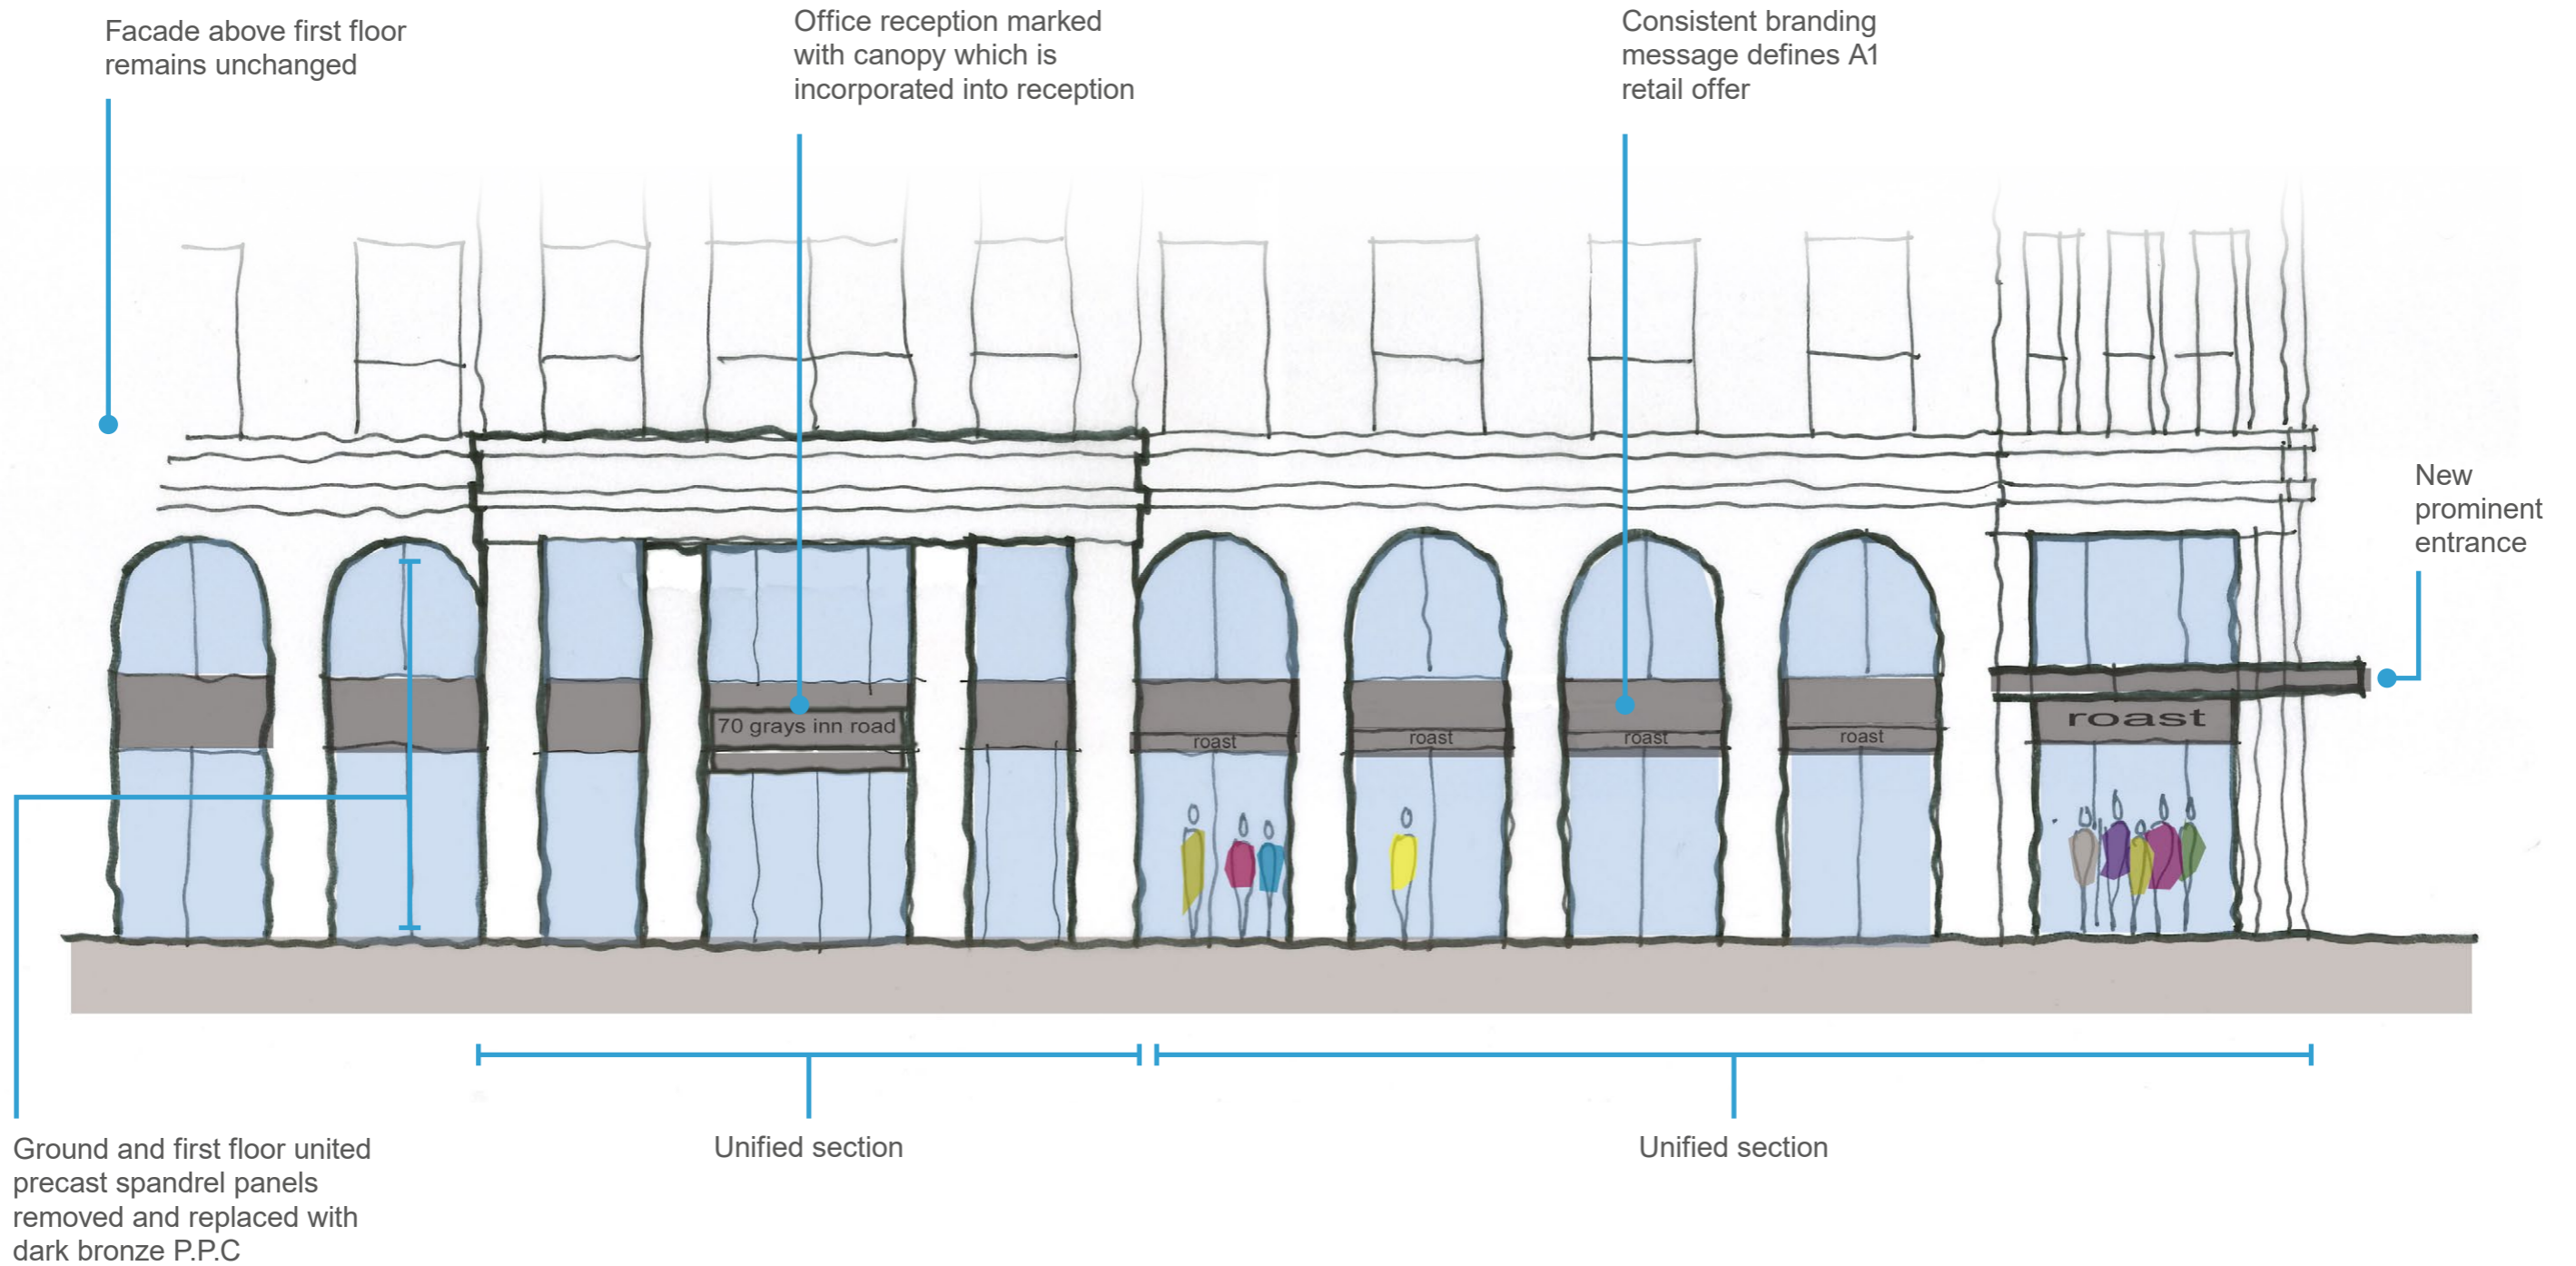 Facade above first floor
remains unchanged
Office reception marked
with canopy which is
incorporated into reception
Consistent branding
message defines A1
retail offer
New
prominent
entrance
70 grays inn road
roast
roast
roast
roast
roast
Ground and first floor united
precast spandrel panels
removed and replaced with
dark bronze P.P.C
Unified section
Unified section